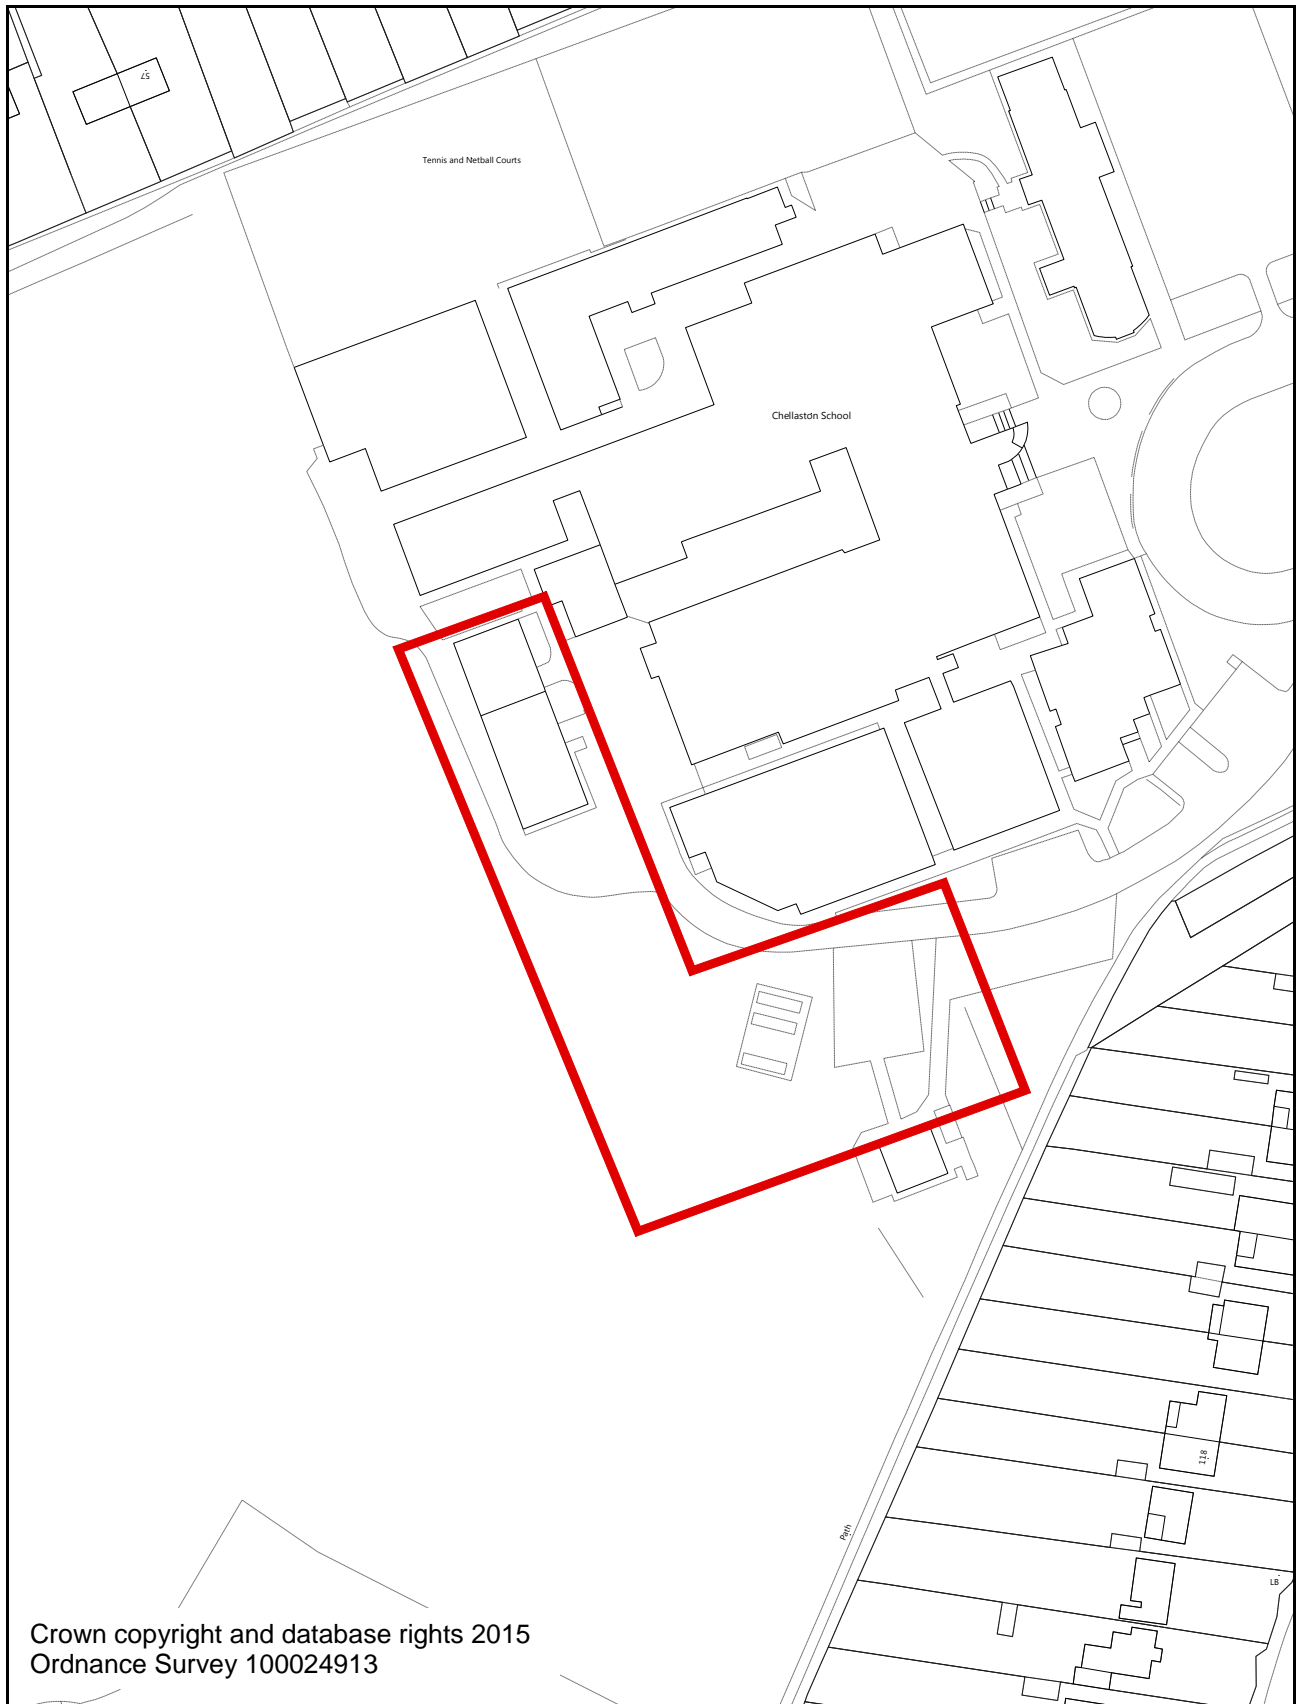 57
Tennis and Netball Courts
Chellaston School
118
Path
LB
Crown copyright and database rights 2015
Ordnance Survey 100024913